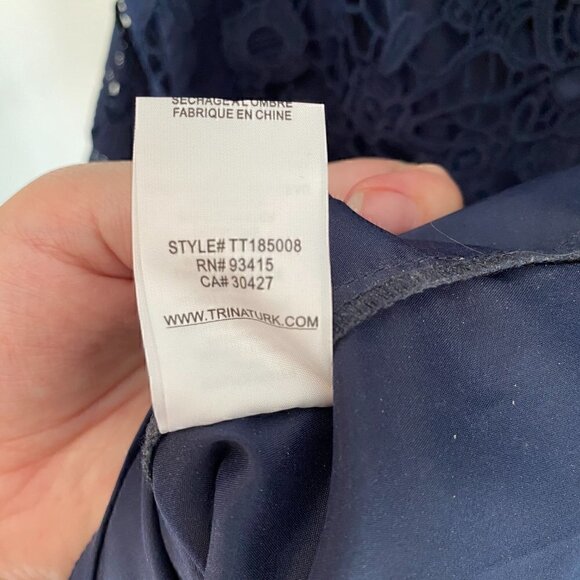 SECHAGE A L'OMBRE
FABRIQUE EN CHINE
STYLE# TT185008
RN# 93415
CA# 30427
WWW.TRINATURK.COM